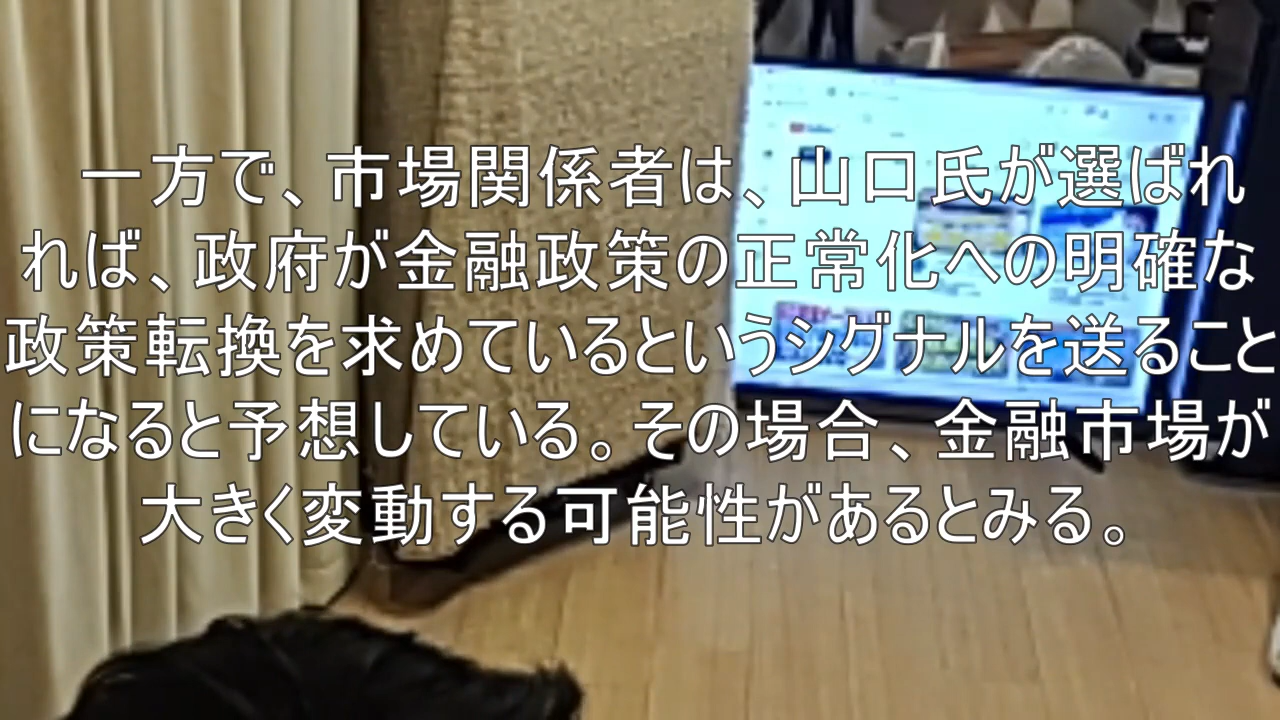 一方で、市場関係者は、山口氏が選ばれ
れば、政府が金融政策の正常化への明確な
政策転換を求めているというシグナルを送ること
になると予想している。その場合、金融市場が
大きく変動する可能性があるとみる。